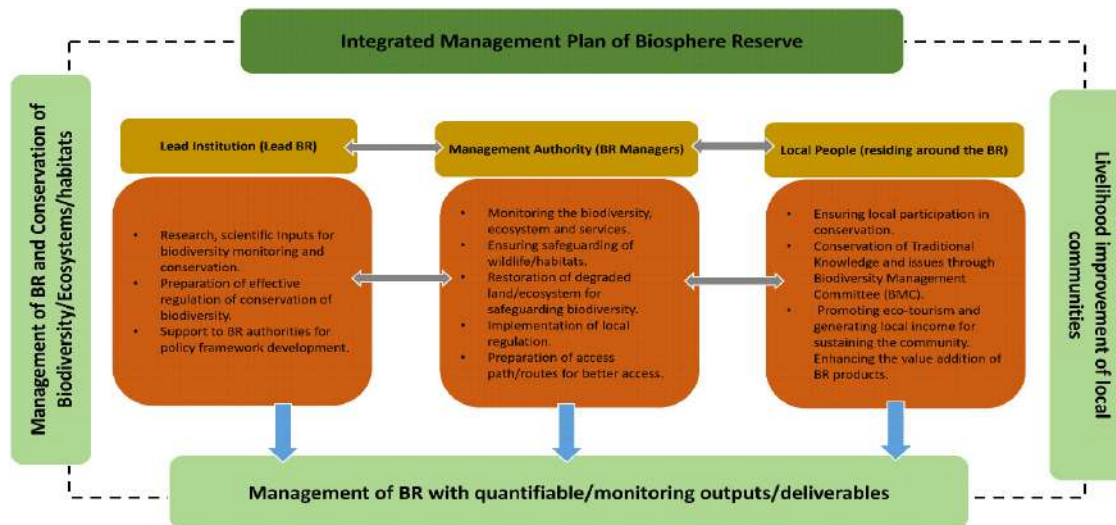 Integrated Management Plan of Biosphere Reserve
Management of BR and Conservation of
Biodiversity/Ecosystems/habitats
Lead Institution (Lead BR)
Management Authority (BR Managers)
Local People (residing around the BR)
• Research, scientific Inputs for
biodiversity monitoring and
conservation.
• Preparation of effective
regulation of conservation of
biodiversity.
• Support to BR authorities for
policy framework development.
• Monitoring the biodiversity,
ecosystem and services.
• Ensuring safeguarding of
wildlife/habitats.
• Restoration of degraded
land/ecosystem for
safeguarding biodiversity.
• Implementation of local
regulation.
• Preparation of access
path/routes for better access.
• Ensuring local participation in
conservation.
• Conservation of Traditional
Knowledge and issues through
Biodiversity Management
Committee (BMC).
• Promoting eco-tourism and
generating local income for
sustaining the community.
Enhancing the value addition of
BR products.
Livelihood improvement of local
communities
Management of BR with quantifiable/monitoring outputs/deliverables